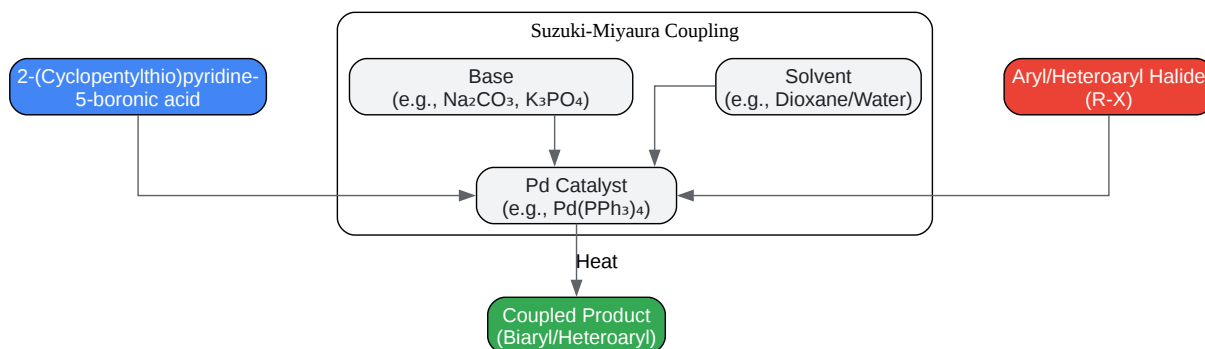 Suzuki-Miyaura Coupling
2-(Cyclopentylthio)pyridine-
5-boronic acid
Base
(e.g., Na₂CO₃, K₃PO₄)
Solvent
(e.g., Dioxane/Water)
Aryl/Heteroaryl Halide
(R-X)
Pd Catalyst
(e.g., Pd(PPh₃)₄)
Heat
Coupled Product
(Biaryl/Heteroaryl)